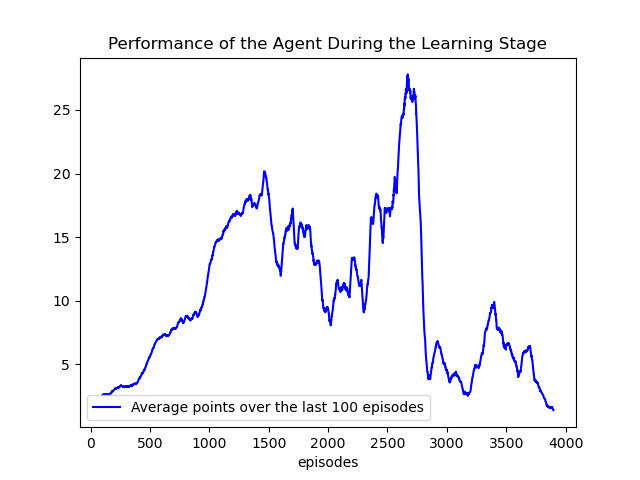 Performance of the Agent During the Learning Stage
25
20
15
10
5
Average points over the last 100 episodes
0 500 1000 1500 2000 2500 3000 3500 4000
episodes